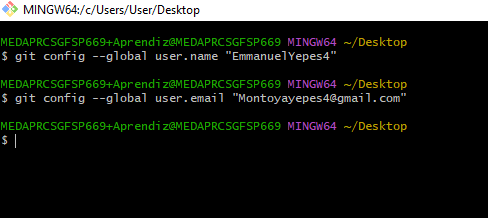 MINGW64:/c/Users/User/Desktop
MEDAPRCSGFSP669+Aprendiz@MEDAPRCSGFSP669 MINGW64 ~/Desktop
$ git config --global user.name "EmmanuelYepes4"
MEDAPRCSGFSP669+Aprendiz@MEDAPRCSGFSP669 MINGW64 ~/Desktop
$ git config --global user.email "Montoyayepes4@gmail.com"
MEDAPRCSGFSP669+Aprendiz@MEDAPRCSGFSP669 MINGW64 ~/Desktop
$